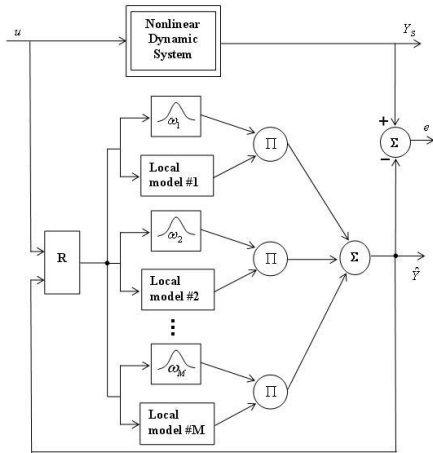 u
Nonlinear
Dynamic
System
Y_S
ω_1
Π
+
Σ
e
−
Local
model #1
R
ω_2
Π
Σ
Ŷ
Local
model #2
⋮
ω_M
Π
Local
model #M